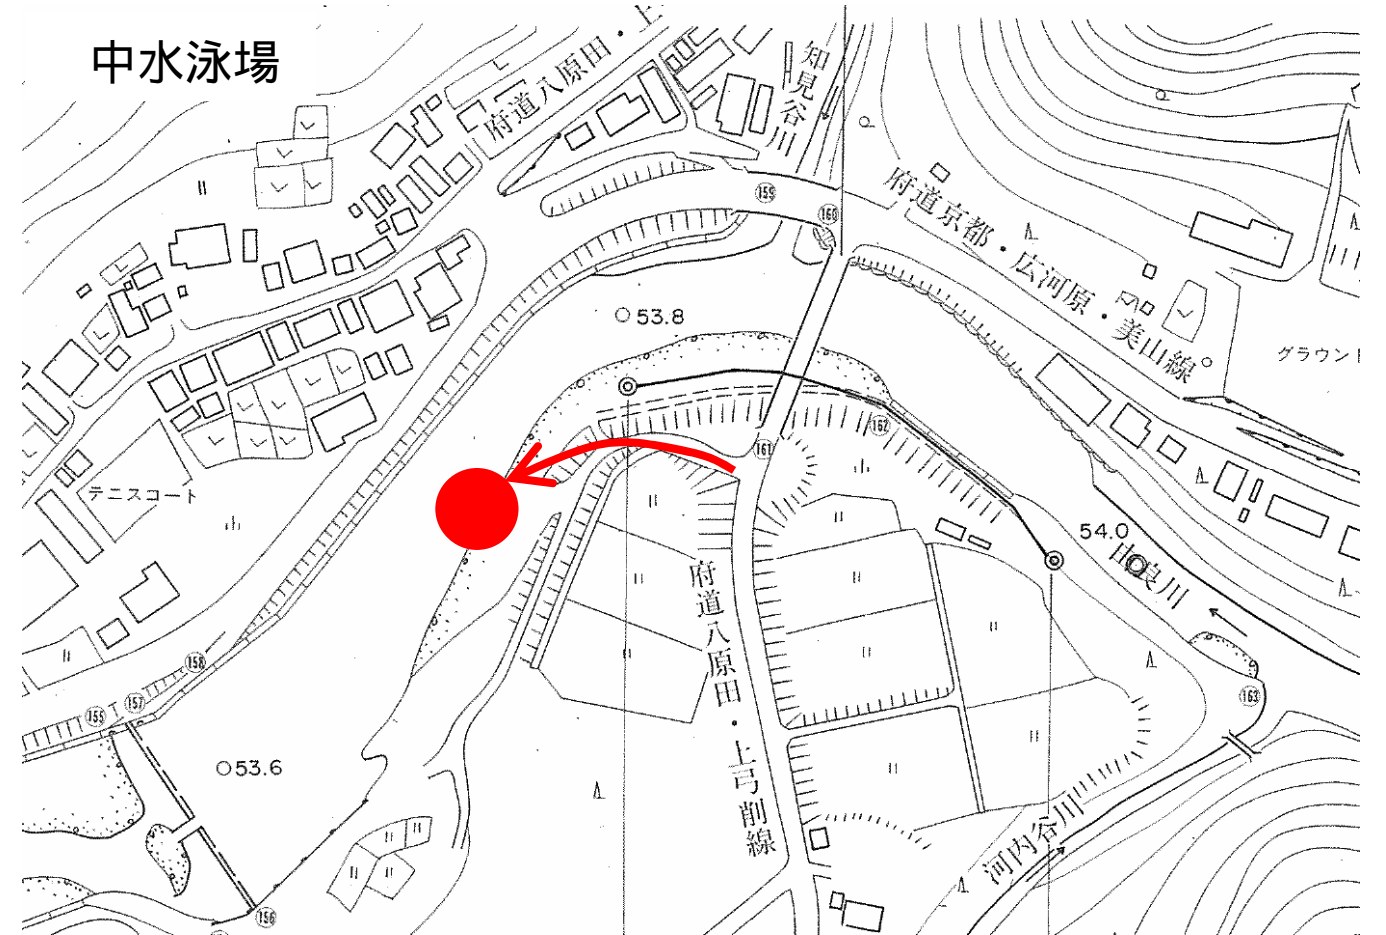 中水泳場
府道八原田・上
知見谷川
159
160
府道京都・広河原・美山線
53.8
グラウンド
161
162
テニスコート
54.0
由良川
府道八原田・上弓削線
158
157
155
163
53.6
河内谷川
156